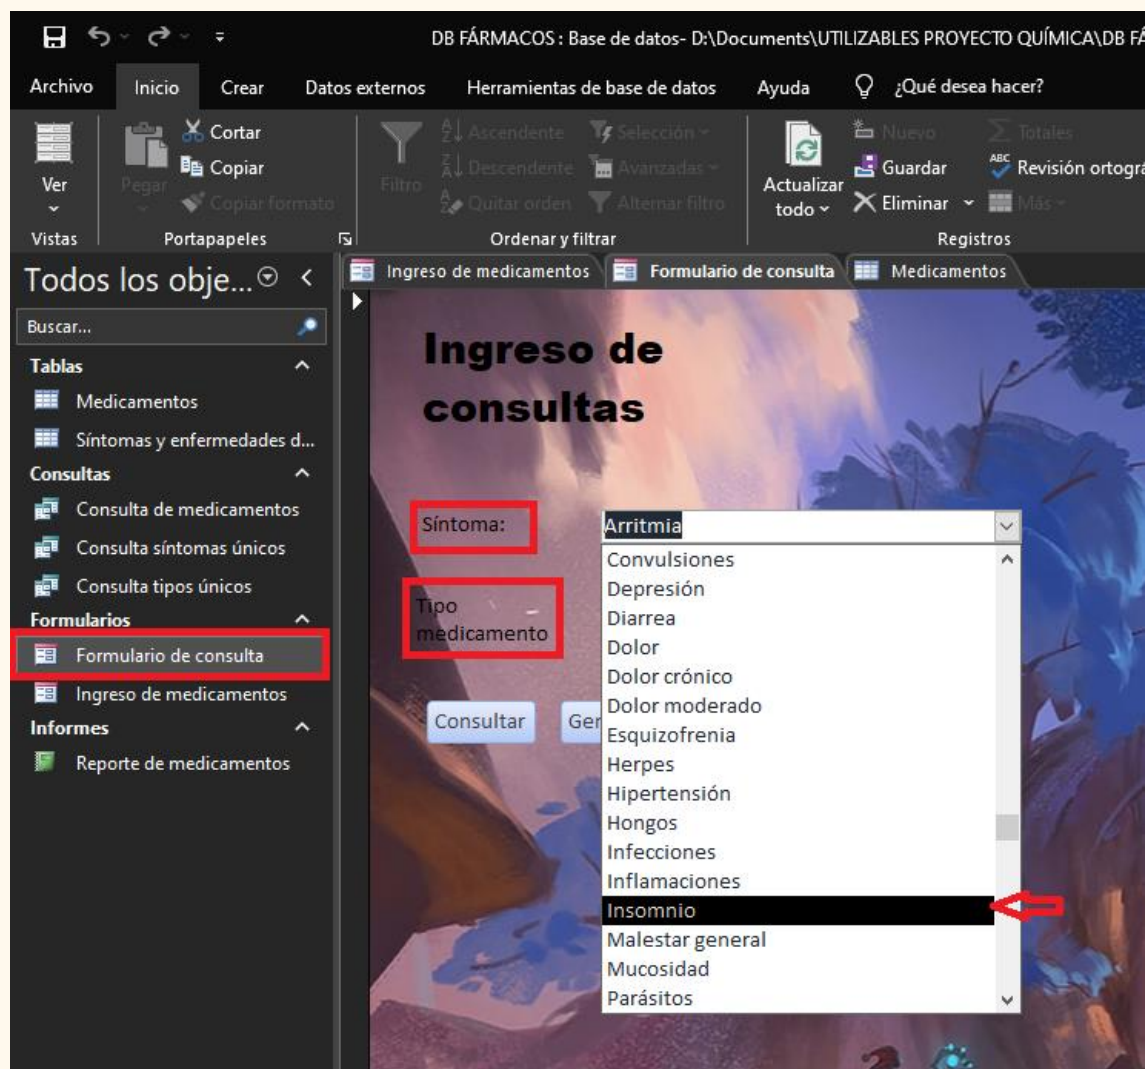 DB FÁRMACOS : Base de datos- D:\Documents\UTILIZABLES PROYECTO QUÍMICA\DB FÁ
Archivo Inicio Crear Datos externos Herramientas de base de datos Ayuda ¿Qué desea hacer?
Ver
Pegar
Cortar
Copiar
Copiar formato
Filtro
Ascendente
Descendente
Quitar orden
Selección
Avanzadas
Alternar filtro
Actualizar
todo
Nuevo
Guardar
Eliminar
Totales
Revisión ortogra
Más
Vistas Portapapeles Ordenar y filtrar Registros
Todos los obje...
Buscar...
Tablas
Medicamentos
Síntomas y enfermedades d...
Consultas
Consulta de medicamentos
Consulta síntomas únicos
Consulta tipos únicos
Formularios
Formulario de consulta
Ingreso de medicamentos
Informes
Reporte de medicamentos
Ingreso de medicamentos Formulario de consulta Medicamentos
Ingreso de
consultas
Síntoma: Arritmia
Tipo
medicamento
Consultar Ger
Convulsiones
Depresión
Diarrea
Dolor
Dolor crónico
Dolor moderado
Esquizofrenia
Herpes
Hipertensión
Hongos
Infecciones
Inflamaciones
Insomnio
Malestar general
Mucosidad
Parásitos